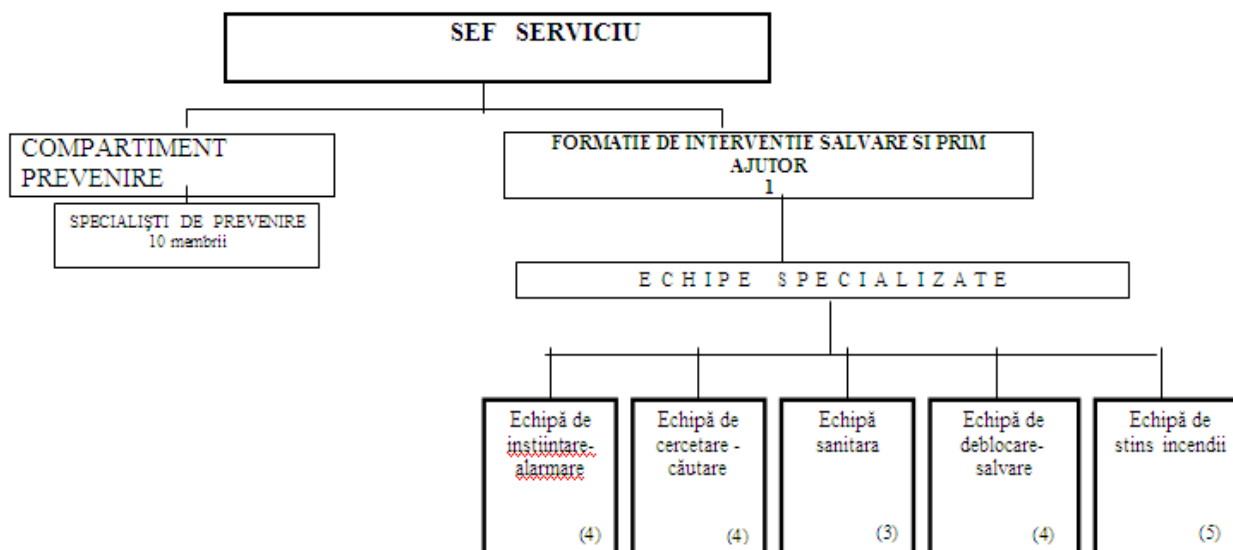 SEF SERVICIU
COMPARTIMENT
PREVENIRE
SPECIALIŞTI DE PREVENIRE
10 membrii
FORMATIE DE INTERVENTIE SALVARE SI PRIM
AJUTOR
1
ECHIPE SPECIALIZATE
Echipă de
instiintare-
alarmare
(4)
Echipă de
cercetare -
căutare
(4)
Echipă
sanitara
(3)
Echipă de
deblocare-
salvare
(4)
Echipă de
stins incendii
(5)